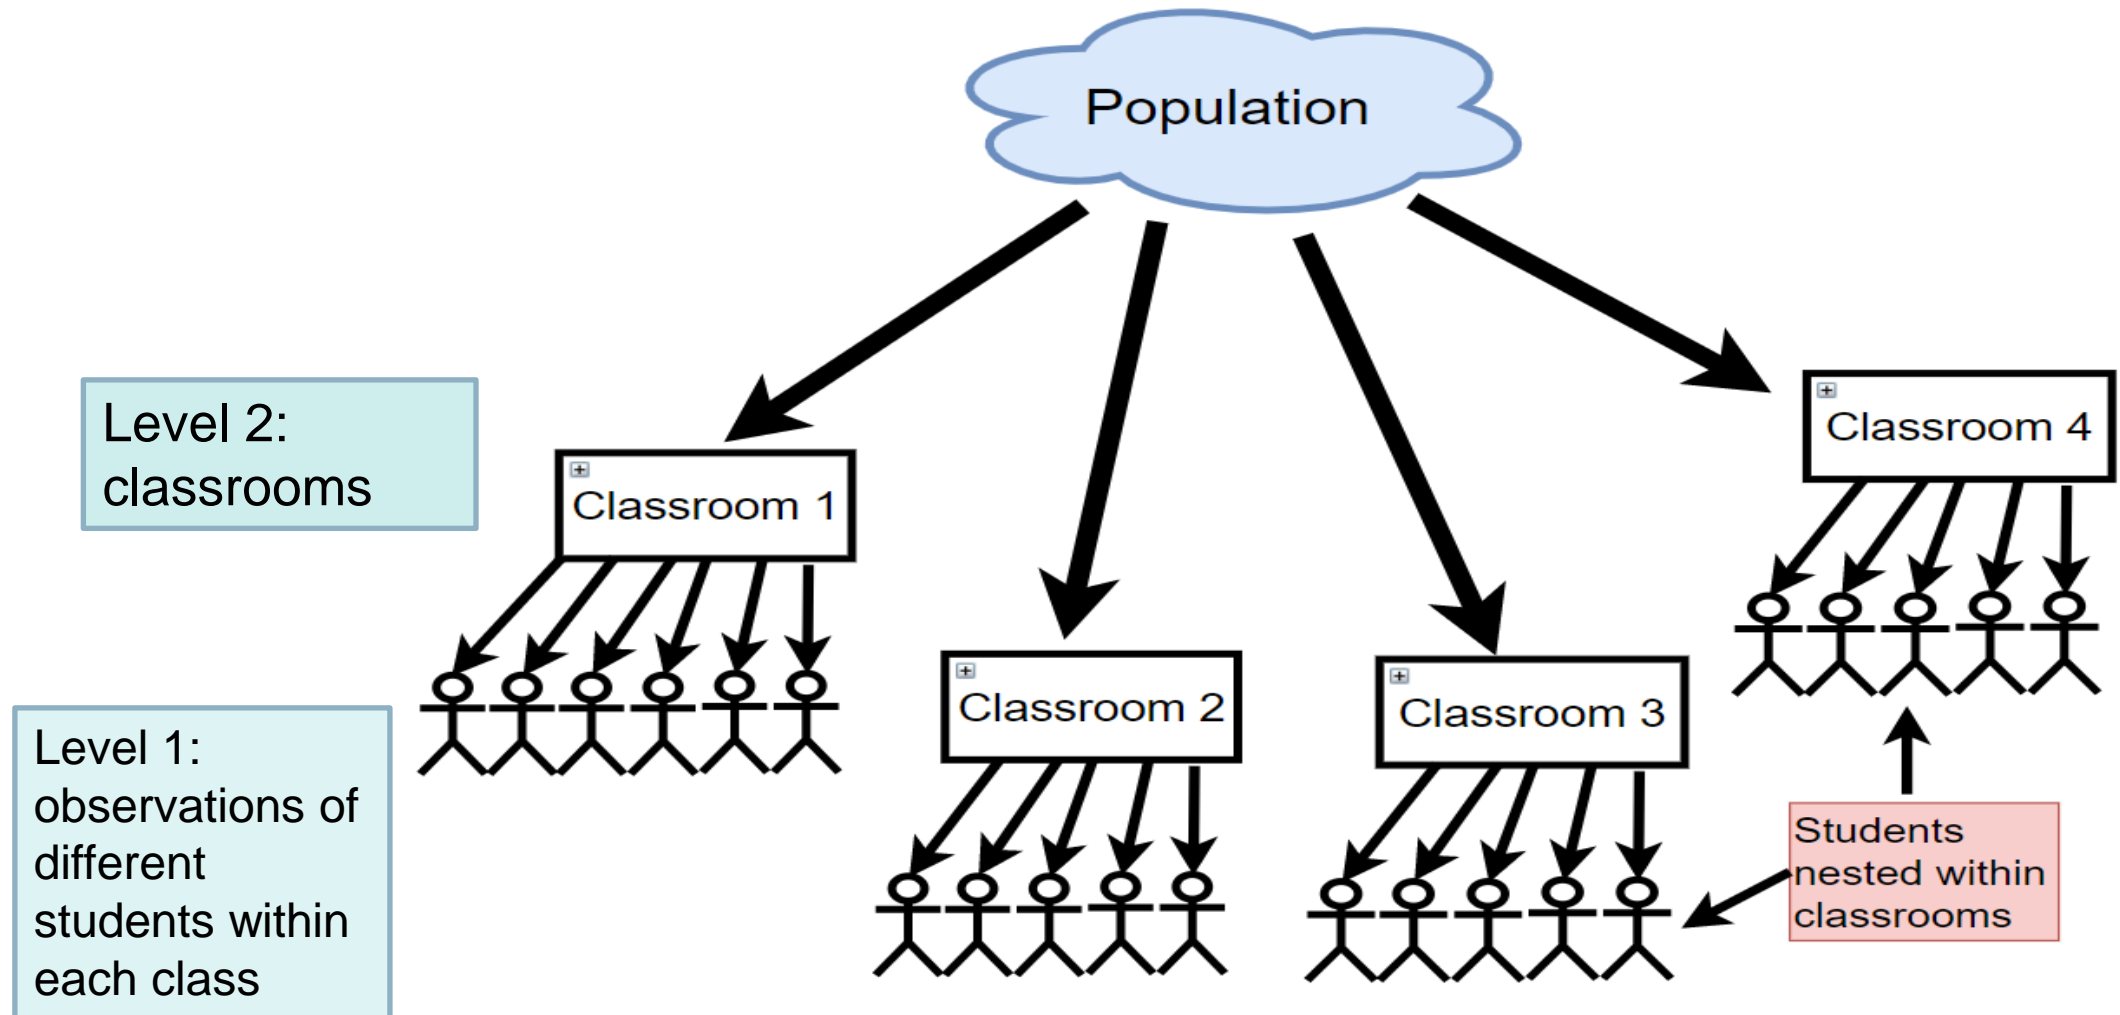 Population
Level 2:
classrooms
Classroom 1
Classroom 2
Classroom 3
Classroom 4
Level 1:
observations of
different
students within
each class
Students
nested within
classrooms